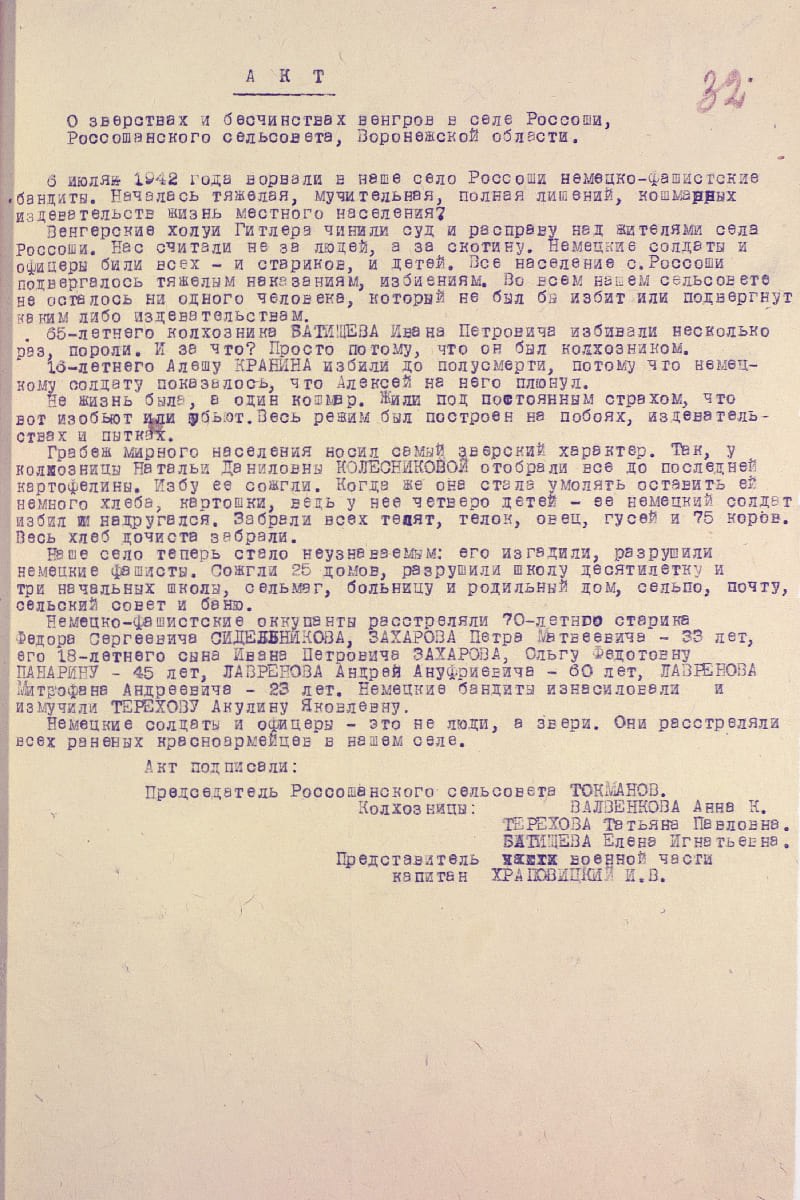 А К Т
32.
О зверствах и бесчинствах венгров в селе Россоши,
Россошанского сельсовета, Воронежской области.
6 июля 1942 года ворвали в наше село Россоши немецко-фашистские
бандиты. Началась тяжелая, мучительная, полная лишений, кошмарных
издевательств жизнь местного населения?
Венгерские холуи Гитлера чинили суд и расправу над жителями села
Россоши. Нас считали не за людей, а за скотину. Немецкие солдаты и
офицеры били всех - и стариков, и детей. Все население с.Россоши
подвергалось тяжелым наказаниям, избиениям. Во всем нашем сельсовете
не осталось ни одного человека, который не был бы избит или подвергнут
каким либо издевательствам.
65-летнего колхозника БАТИЩЕВА Ивана Петровича избивали несколько
раз, пороли. И за что? Просто потому, что он был колхозником.
16-летнего Алешу КРАНИНА избили до полусмерти, потому что немец-
кому солдату показалось, что Алексей на него плюнул.
Не жизнь была, а один кошмар. Жили под постоянным страхом, что
вот изобьют или убьют. Весь режим был построен на побоях, издеватель-
ствах и пытках.
Грабеж мирного населения носил самый зверский характер. Так, у
колхозницы Натальи Даниловны КОЛЕСНИКОВОЙ отобрали все до последней
картофелины. Избу ее сожгли. Когда же она стала умолять оставить ей
немного хлеба, картошки, ведь у нее четверо детей - ее немецкий солдат
избил и надругался. Забрали всех телят, телок, овец, гусей и 75 коров.
Весь хлеб дочиста забрали.
Наше село теперь стало неузнаваемым: его изгадили, разрушили
немецкие фашисты. Сожгли 25 домов, разрушили школу десятилетку и
три начальных школы, сельмаг, больницу и родильный дом, сельпо, почту,
сельский совет и баню.
Немецко-фашистские оккупанты расстреляли 70-летнго старика
Федора Сергеевича СИДЕЛЬНИКОВА, ЗАХАРОВА Петра Матвеевича - 33 лет,
его 18-летнего сына Ивана Петровича ЗАХАРОВА, Ольгу Федотовну
ПАНАРИНУ - 45 лет, ЛАВРЕНОВА Андрей Ануфриевича - 60 лет, ЛАВРЕНОВА
Митрофана Андреевича - 23 лет. Немецкие бандиты изнасиловали и
измучили ТЕРЕХОВУ Акулину Яковлевну.
Немецкие солдаты и офицеры - это не люди, а звери. Они расстреляли
всех раненых красноармейцев в нашем селе.
Акт подписали:
Председатель Россошанского сельсовета ТОКМАНОВ.
Колхозницы: ВАЛВЕНКОВА Анна К.
ТЕРЕХОВА Татьяна Павловна.
БАТИЩЕВА Елена Игнатьевна.
Представитель военной части
капитан ХРАПОВИЦКИЙ И.В.